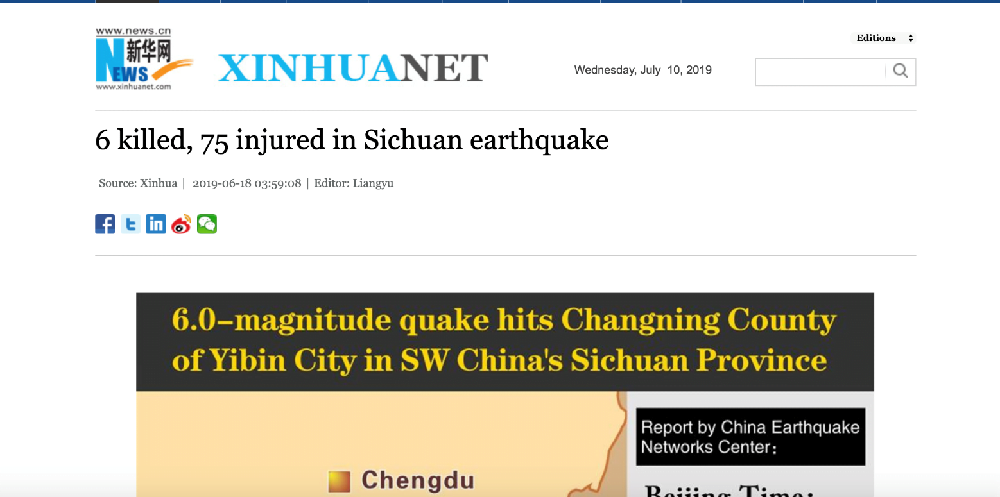 www.news.cn
新华网
NEWS
www.xinhuanet.com
XINHUANET
Wednesday, July 10, 2019
Editions
6 killed, 75 injured in Sichuan earthquake
Source: Xinhua | 2019-06-18 03:59:08 | Editor: Liangyu
6.0-magnitude quake hits Changning County
of Yibin City in SW China's Sichuan Province
Report by China Earthquake
Networks Center:
Chengdu
Beijing Time: